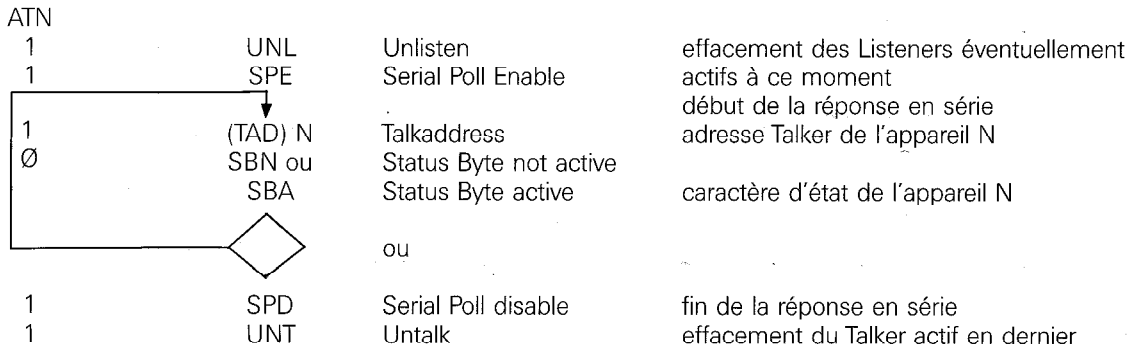 ATN
1 UNL Unlisten effacement des Listeners éventuellement
1 SPE Serial Poll Enable actifs à ce moment
début de la réponse en série
1 (TAD) N Talkaddress adresse Talker de l'appareil N
Ø SBN ou Status Byte not active
SBA Status Byte active caractère d'état de l'appareil N
ou
1 SPD Serial Poll disable fin de la réponse en série
1 UNT Untalk effacement du Talker actif en dernier